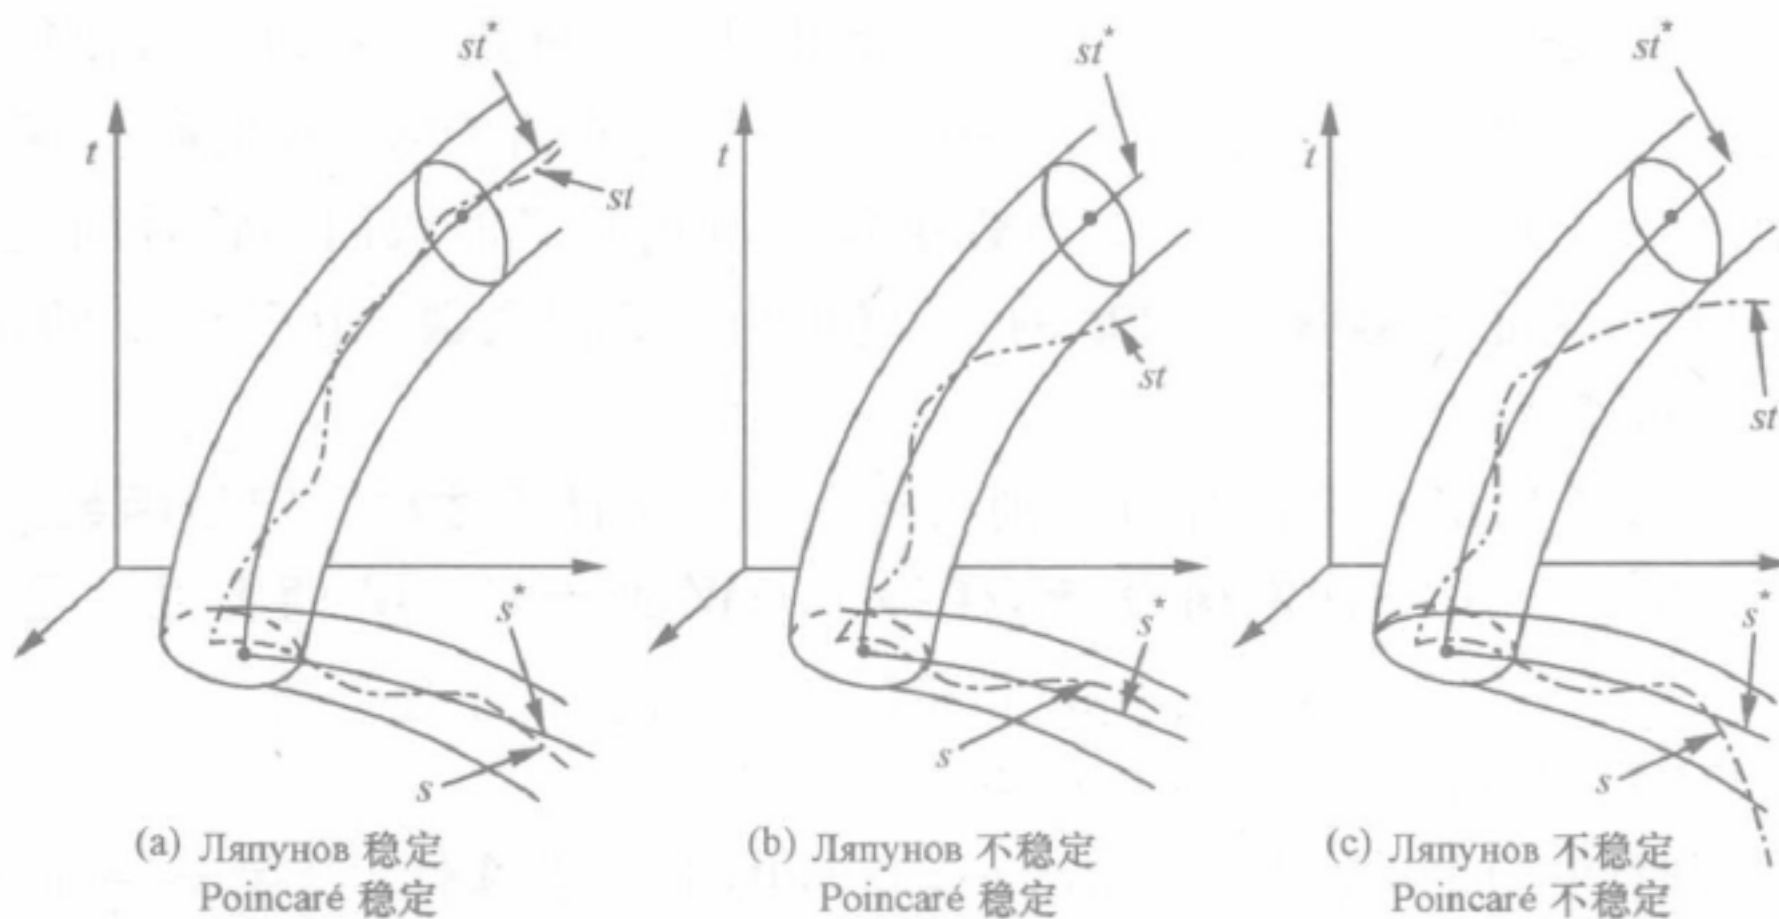 st*
t
st
s*
s
(a) Ляпунов 稳定
Poincaré 稳定
st*
t
st
s*
s
(b) Ляпунов 不稳定
Poincaré 稳定
st*
t
st
s*
s
(c) Ляпунов 不稳定
Poincaré 不稳定